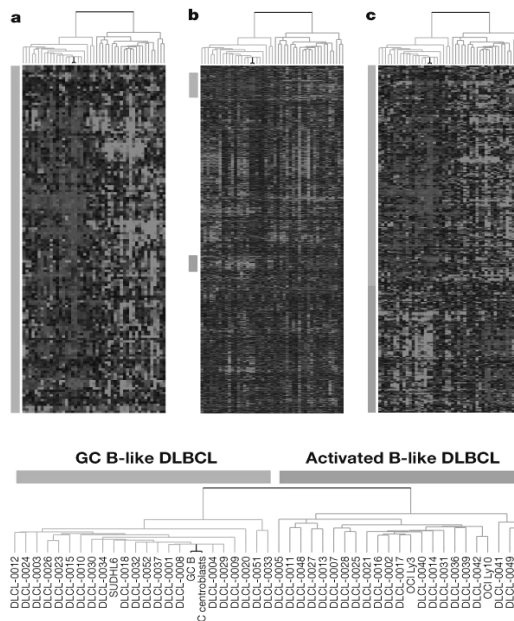 a
b
c
GC B-like DLBCL
Activated B-like DLBCL
DLCL-0012
DLCL-0024
DLCL-0003
DLCL-0026
DLCL-0023
DLCL-0015
DLCL-0010
DLCL-0030
DLCL-0034
SUDHL6
DLCL-0018
DLCL-0032
DLCL-0052
DLCL-0037
DLCL-0001
DLCL-0008
GC B
C centroblasts
DLCL-0004
DLCL-0029
DLCL-0009
DLCL-0020
DLCL-0051
DLCL-0033
DLCL-0005
DLCL-0011
DLCL-0048
DLCL-0027
DLCL-0013
DLCL-0007
DLCL-0028
DLCL-0025
DLCL-0021
DLCL-0016
DLCL-0002
DLCL-0017
OCI Ly3
DLCL-0040
DLCL-0014
DLCL-0031
DLCL-0036
DLCL-0039
DLCL-0042
OCI Ly10
DLCL-0041
DLCL-0049